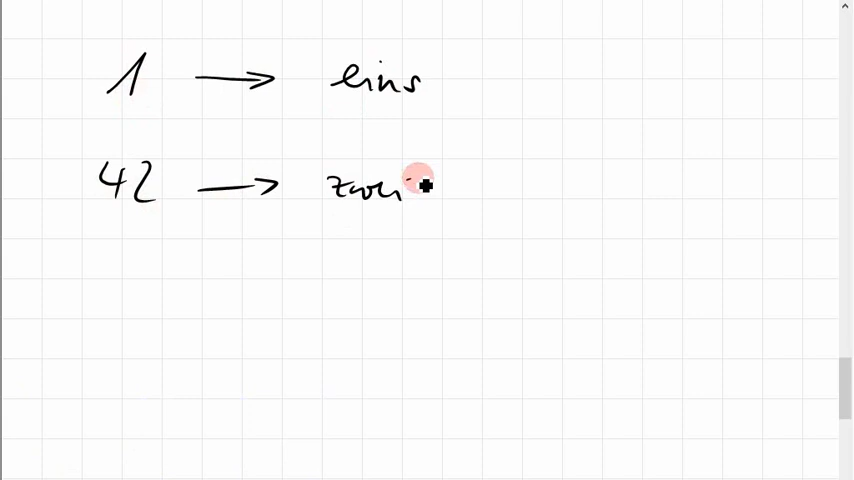 1 → eins
42 → zwei